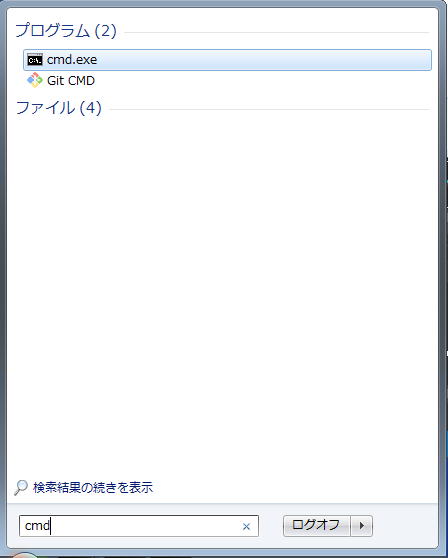 プログラム (2)
cmd.exe
Git CMD
ファイル (4)
検索結果の続きを表示
cmd
ログオフ